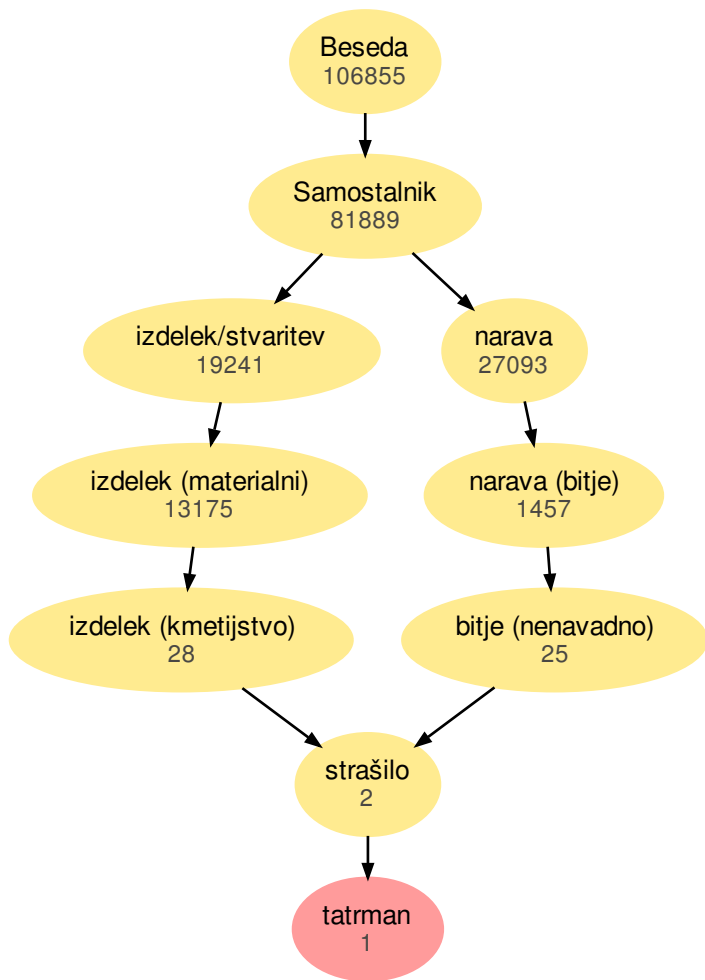 Beseda
106855
Samostalnik
81889
izdelek/stvaritev
19241
narava
27093
izdelek (materialni)
13175
narava (bitje)
1457
izdelek (kmetijstvo)
28
bitje (nenavadno)
25
strašilo
2
tatrman
1